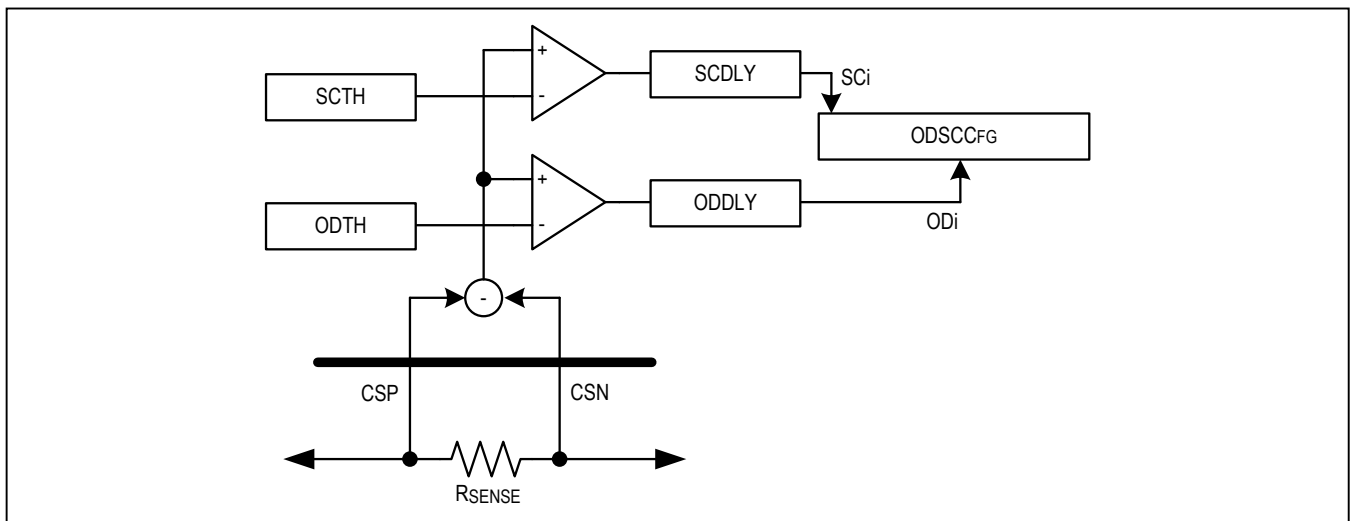 +
SCDLY
SCi
SCTH
-
ODSCCFG
+
ODDLY
ODTH
-
ODi
-
CSP
CSN
RSENSE